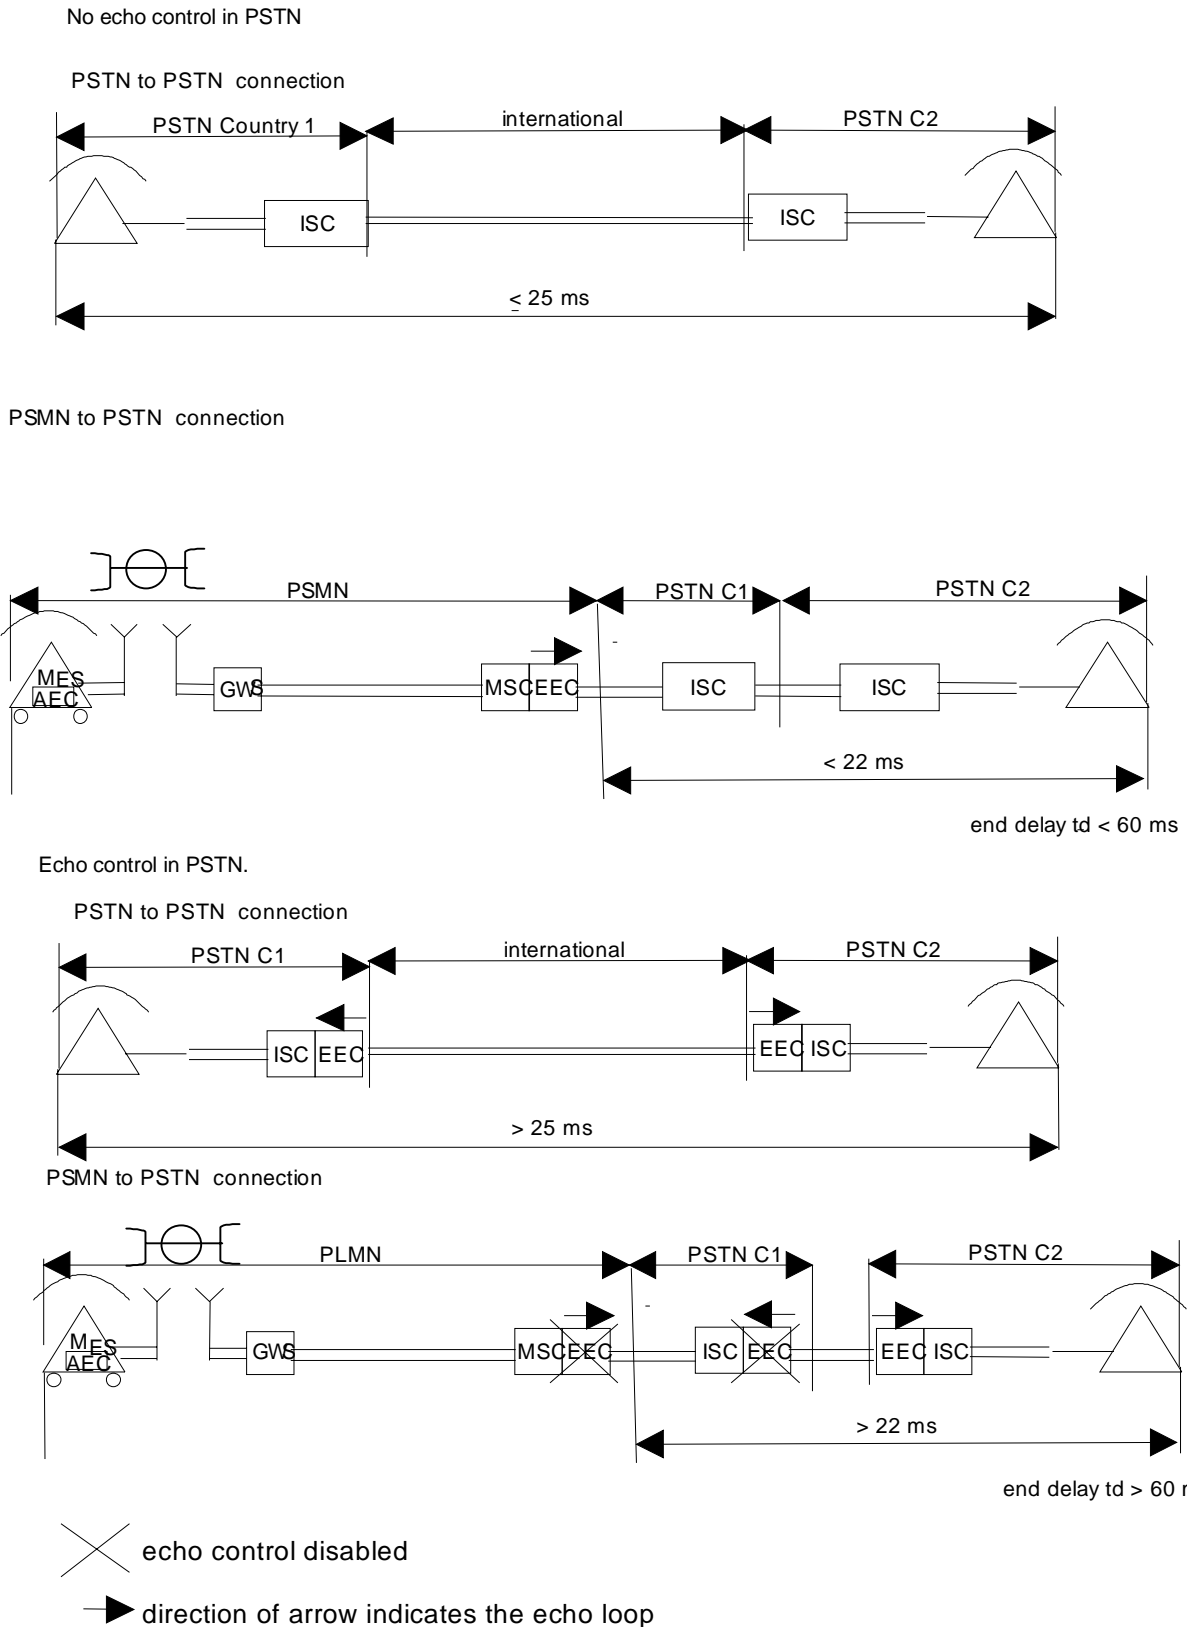 No echo control in PSTN
PSTN to PSTN connection
PSTN Country 1
international
PSTN C2
ISC
ISC
< 25 ms
PSMN to PSTN connection
PSMN
PSTN C1
PSTN C2
MES
AEC
GWS
MSC
EEC
ISC
ISC
< 22 ms
end delay td < 60 ms
Echo control in PSTN.
PSTN to PSTN connection
PSTN C1
international
PSTN C2
ISC
EEC
EEC
ISC
> 25 ms
PSMN to PSTN connection
PLMN
PSTN C1
PSTN C2
MES
AEC
GWS
MSC
EEC
ISC
EEC
EEC
ISC
> 22 ms
end delay td > 60
echo control disabled
direction of arrow indicates the echo loop